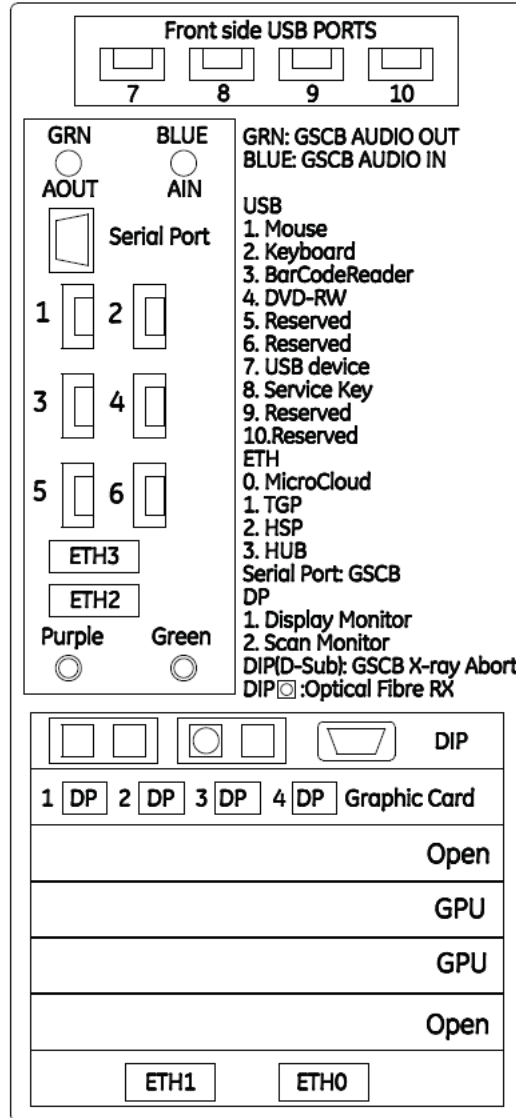 Front side USB PORTS
7 8 9 10
GRN BLUE
AOUT AIN
GRN: GSCB AUDIO OUT
BLUE: GSCB AUDIO IN
Serial Port
1 2
3 4
5 6
ETH3
ETH2
Purple Green
USB
1. Mouse
2. Keyboard
3. BarCodeReader
4. DVD-RW
5. Reserved
6. Reserved
7. USB device
8. Service Key
9. Reserved
10.Reserved
ETH
0. MicroCloud
1. TGP
2. HSP
3. HUB
Serial Port: GSCB
DP
1. Display Monitor
2. Scan Monitor
DIP(D-Sub): GSCB X-ray Abort
DIP :Optical Fibre RX
DIP
1 DP 2 DP 3 DP 4 DP Graphic Card
Open
GPU
GPU
Open
ETH1 ETH0